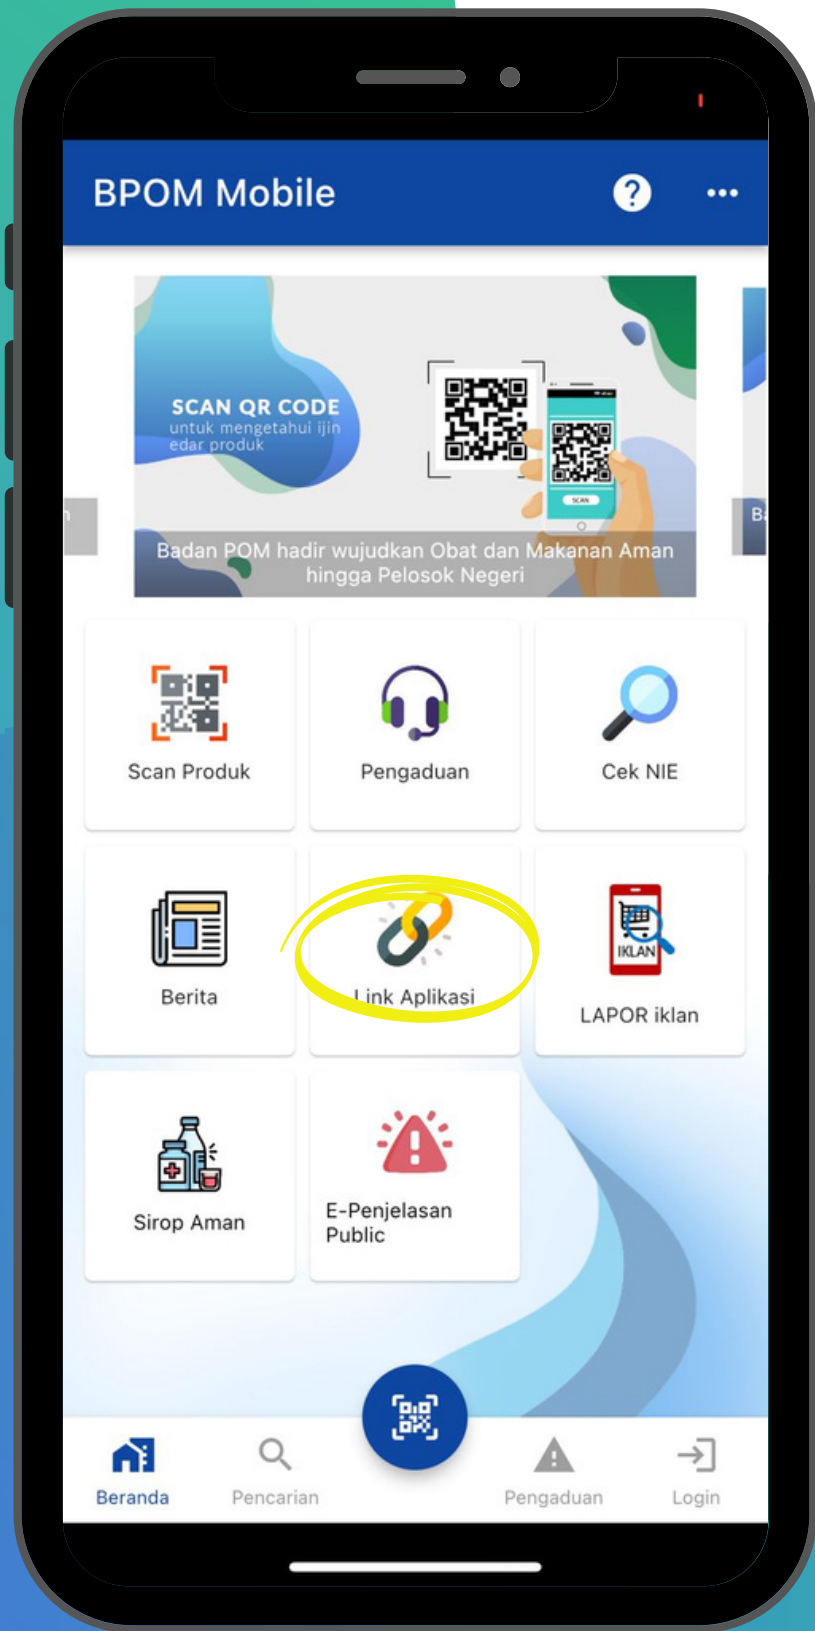 BPOM Mobile
SCAN QR CODE
untuk mengetahui ijin
edar produk
SCAN
Badan POM hadir wujudkan Obat dan Makanan Aman
hingga Pelosok Negeri
Scan Produk
Pengaduan
Cek NIE
Berita
Link Aplikasi
IKLAN
LAPOR iklan
Sirop Aman
E-Penjelasan
Public
Beranda
Pencarian
Pengaduan
Login